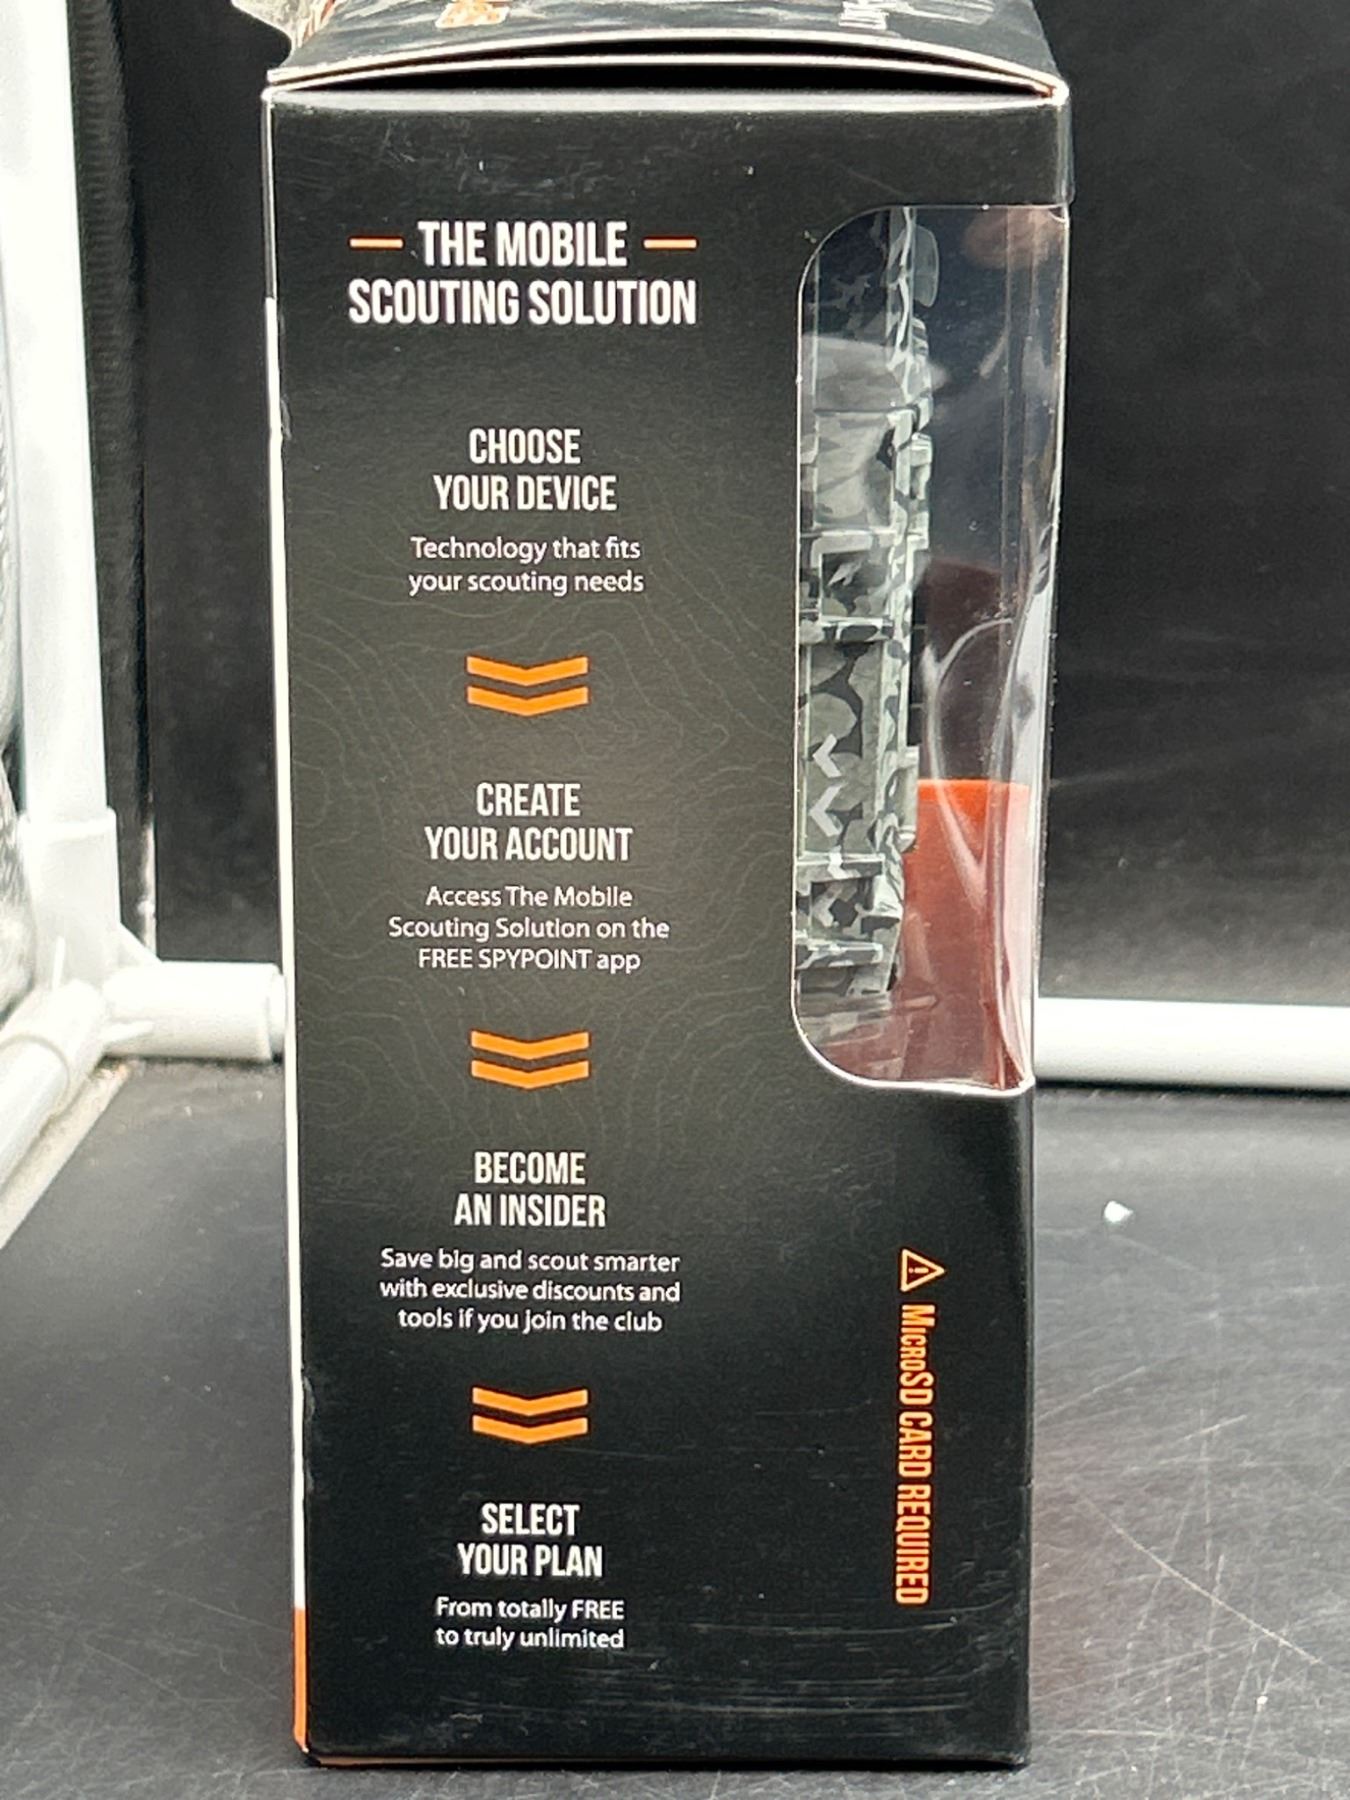 THE MOBILE
SCOUTING SOLUTION
CHOOSE
YOUR DEVICE
Technology that fits
your scouting needs
CREATE
YOUR ACCOUNT
Access The Mobile
Scouting Solution on the
FREE SPYPOINT app
BECOME
AN INSIDER
Save big and scout smarter
with exclusive discounts and
tools if you join the club
SELECT
YOUR PLAN
From totally FREE
to truly unlimited
MICROSD CARD REQUIRED